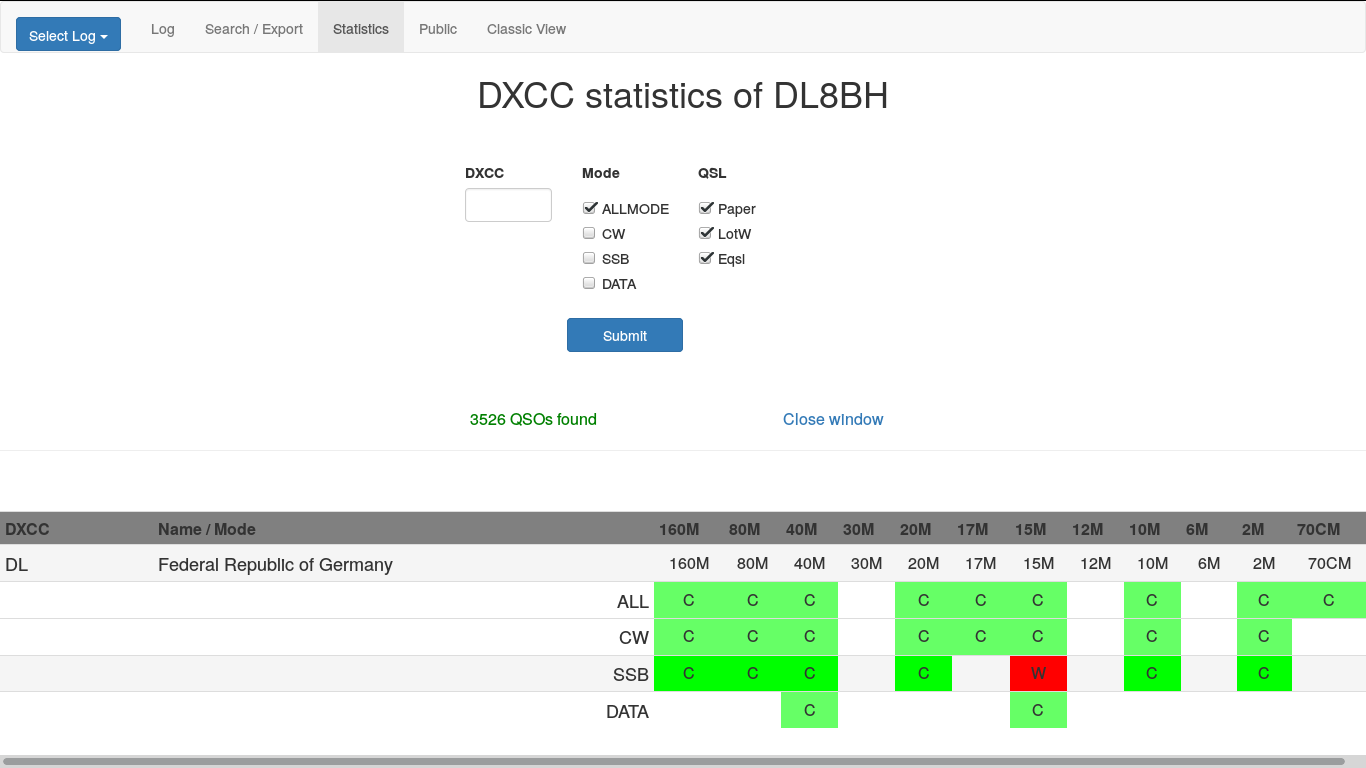 Select Log Log Search / Export Statistics Public Classic View
DXCC statistics of DL8BH
DXCC Mode QSL
ALLMODE Paper
CW LotW
SSB Eqsl
DATA
Submit
3526 QSOs found Close window
DXCC Name / Mode 160M 80M 40M 30M 20M 17M 15M 12M 10M 6M 2M 70CM
DL Federal Republic of Germany 160M 80M 40M 30M 20M 17M 15M 12M 10M 6M 2M 70CM
ALL C C C C C C C C C
CW C C C C C C C C
SSB C C C C W C C
DATA C C